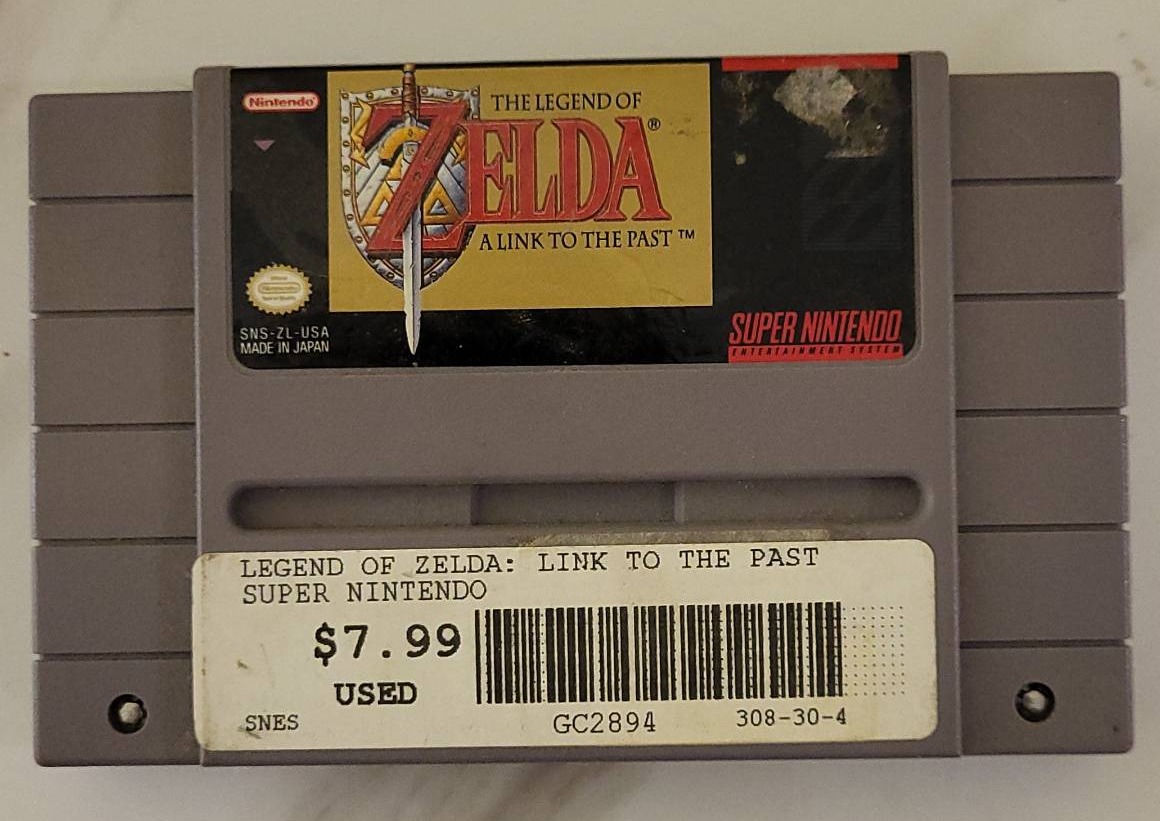 Nintendo®
THE LEGEND OF
ZELDA®
A LINK TO THE PAST™
Nintendo
SNS-ZL-USA
MADE IN JAPAN
SUPER NINTENDO
ENTERTAINMENT SYSTEM
LEGEND OF ZELDA: LINK TO THE PAST
SUPER NINTENDO
$7.99
USED
SNES
GC2894
308-30-4